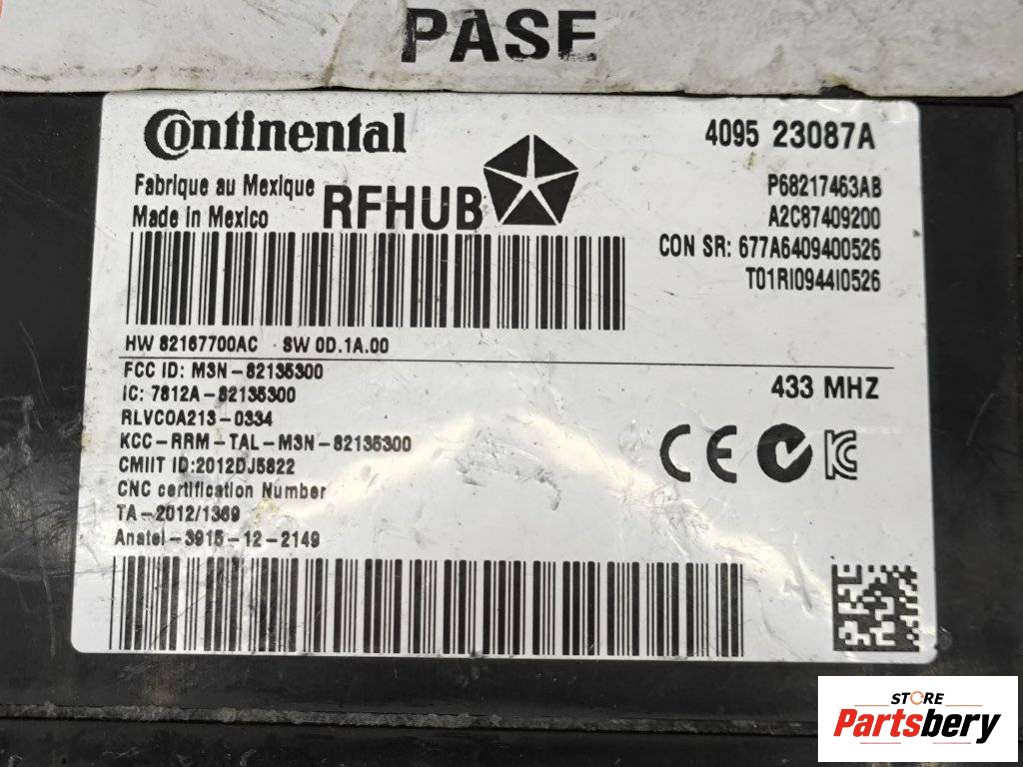 PASE
Continental
4095 23087A
Fabrique au Mexique
Made in Mexico
RFHUB
P68217463AB
A2C87409200
CON SR: 677A6409400526
T01RI0944I0526
HW 82167700AC SW 0D.1A.00
FCC ID: M3N-82135300
IC: 7812A-82135300
RLVCOA213-0334
KCC-RRM-TAL-M3N-82135300
CMIIT ID:2012DJ5822
CNC certification Number
TA-2012/1369
Anatel-3915-12-2149
433 MHZ
CE
STORE
Partsbery